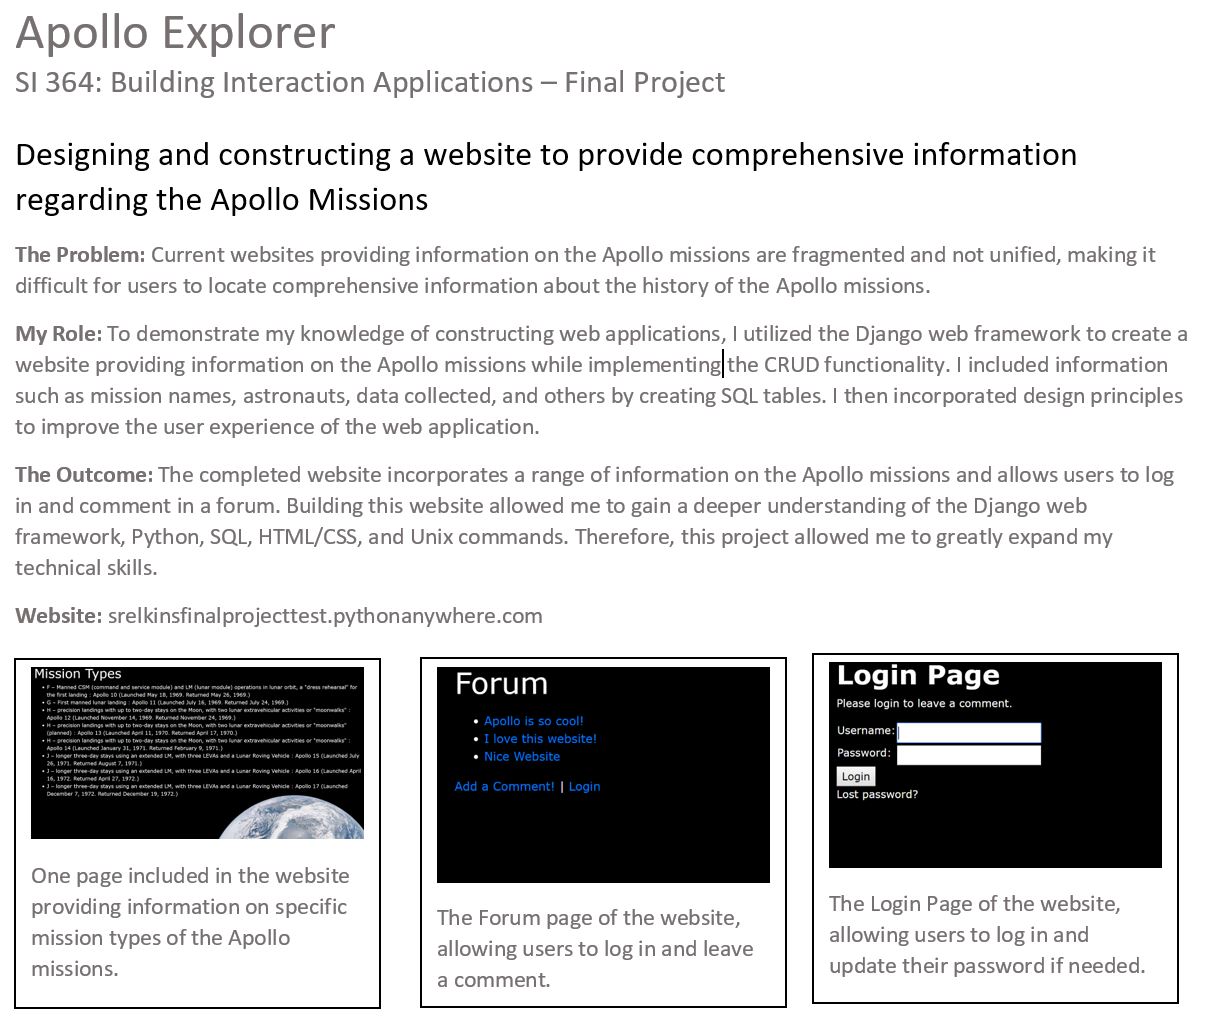 Apollo Explorer
SI 364: Building Interaction Applications – Final Project
Designing and constructing a website to provide comprehensive information
regarding the Apollo Missions
The Problem: Current websites providing information on the Apollo missions are fragmented and not unified, making it
difficult for users to locate comprehensive information about the history of the Apollo missions.
My Role: To demonstrate my knowledge of constructing web applications, I utilized the Django web framework to create a
website providing information on the Apollo missions while implementing the CRUD functionality. I included information
such as mission names, astronauts, data collected, and others by creating SQL tables. I then incorporated design principles
to improve the user experience of the web application.
The Outcome: The completed website incorporates a range of information on the Apollo missions and allows users to log
in and comment in a forum. Building this website allowed me to gain a deeper understanding of the Django web
framework, Python, SQL, HTML/CSS, and Unix commands. Therefore, this project allowed me to greatly expand my
technical skills.
Website: srelkinsfinalprojecttest.pythonanywhere.com
Mission Types
• F – Manned CSM (command and service module) and LM (lunar module) operations in lunar orbit, a "dress rehearsal" for
the first landing : Apollo 10 (Launched May 18, 1969. Returned May 26, 1969.)
• G – First manned lunar landing : Apollo 11 (Launched July 16, 1969. Returned July 24, 1969.)
• H – precision landings with up to two-day stays on the Moon, with two lunar extravehicular activities or "moonwalks" :
Apollo 12 (Launched November 14, 1969. Returned November 24, 1969.)
• H – precision landings with up to two-day stays on the Moon, with two lunar extravehicular activities or "moonwalks"
(planned) : Apollo 13 (Launched April 11, 1970. Returned April 17, 1970.)
• H – precision landings with up to two-day stays on the Moon, with two lunar extravehicular activities or "moonwalks" :
Apollo 14 (Launched January 31, 1971. Returned February 9, 1971.)
• J – longer three-day stays using an extended LM, with three LEVAs and a Lunar Roving Vehicle : Apollo 15 (Launched July
26, 1971. Returned August 7, 1971.)
• J – longer three-day stays using an extended LM, with three LEVAs and a Lunar Roving Vehicle : Apollo 16 (Launched April
16, 1972. Returned April 27, 1972.)
• J – longer three-day stays using an extended LM, with three LEVAs and a Lunar Roving Vehicle : Apollo 17 (Launched
December 7, 1972. Returned December 19, 1972.)
One page included in the website
providing information on specific
mission types of the Apollo
missions.
Forum
• Apollo is so cool!
• I love this website!
• Nice Website
Add a Comment! | Login
The Forum page of the website,
allowing users to log in and leave
a comment.
Login Page
Please login to leave a comment.
Username:
Password:
Login
Lost password?
The Login Page of the website,
allowing users to log in and
update their password if needed.